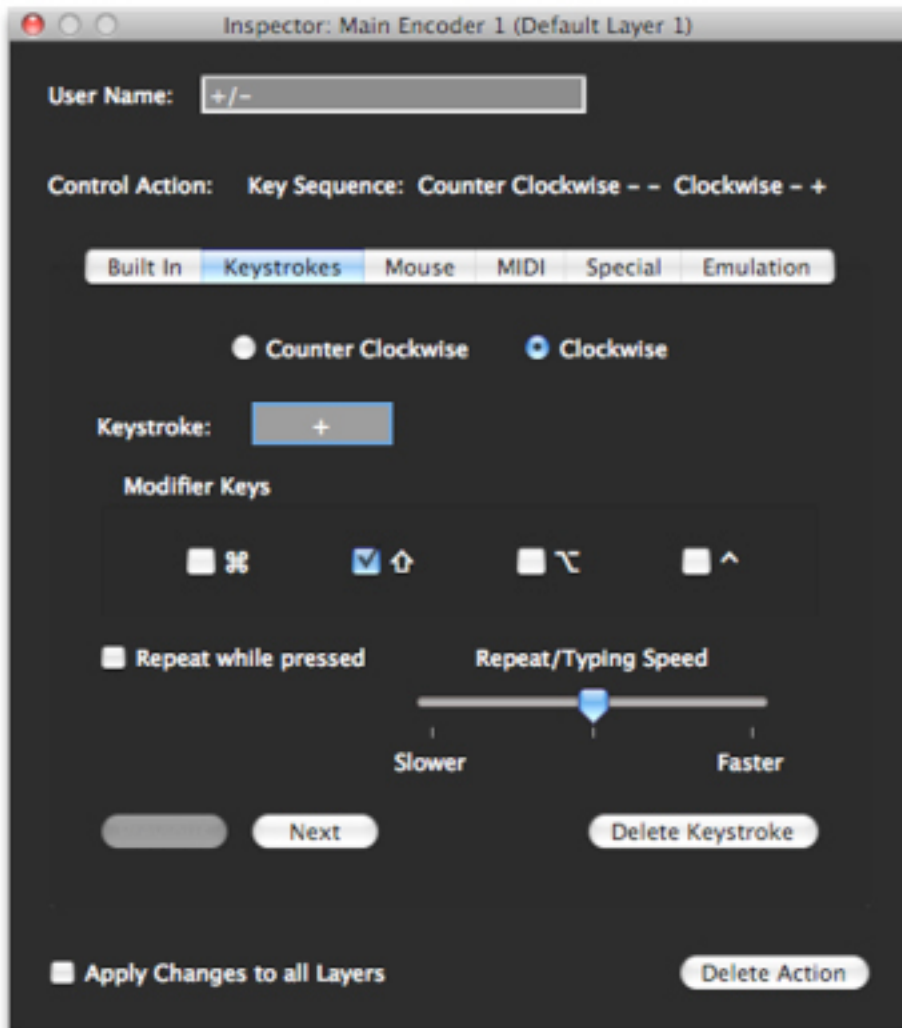 Inspector: Main Encoder 1 (Default Layer 1)
User Name: +/-
Control Action: Key Sequence: Counter Clockwise – – Clockwise – +
Built In Keystrokes Mouse MIDI Special Emulation
Counter Clockwise Clockwise
Keystroke: +
Modifier Keys
⌘ ⇧ ⌥ ^
Repeat while pressed Repeat/Typing Speed
Slower Faster
Next Delete Keystroke
Apply Changes to all Layers Delete Action